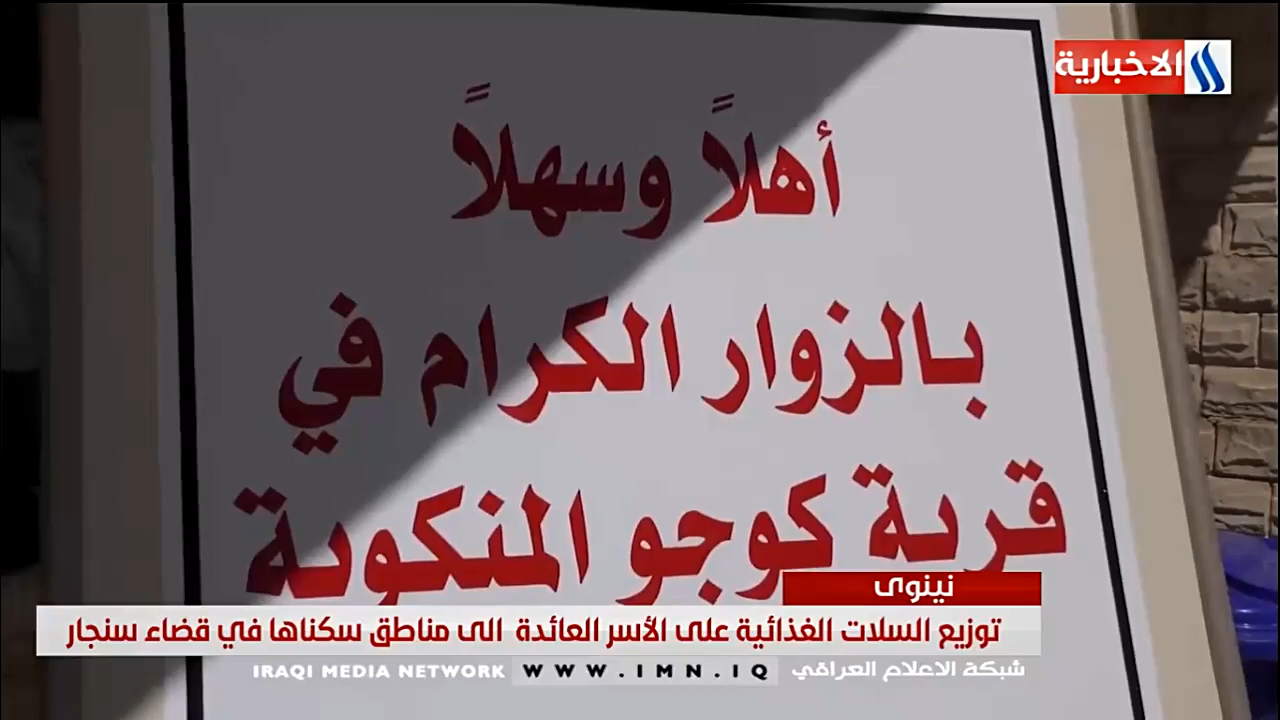 الاخبارية
أهلاً وسهلاً
بالزوار الكرام في
قرية كوجو المنكوبة
نينوى
توزيع السلات الغذائية على الأسر العائدة الى مناطق سكناها في قضاء سنجار
شبكة الاعلام العراقي WWW.IMN.IQ IRAQI MEDIA NETWORK